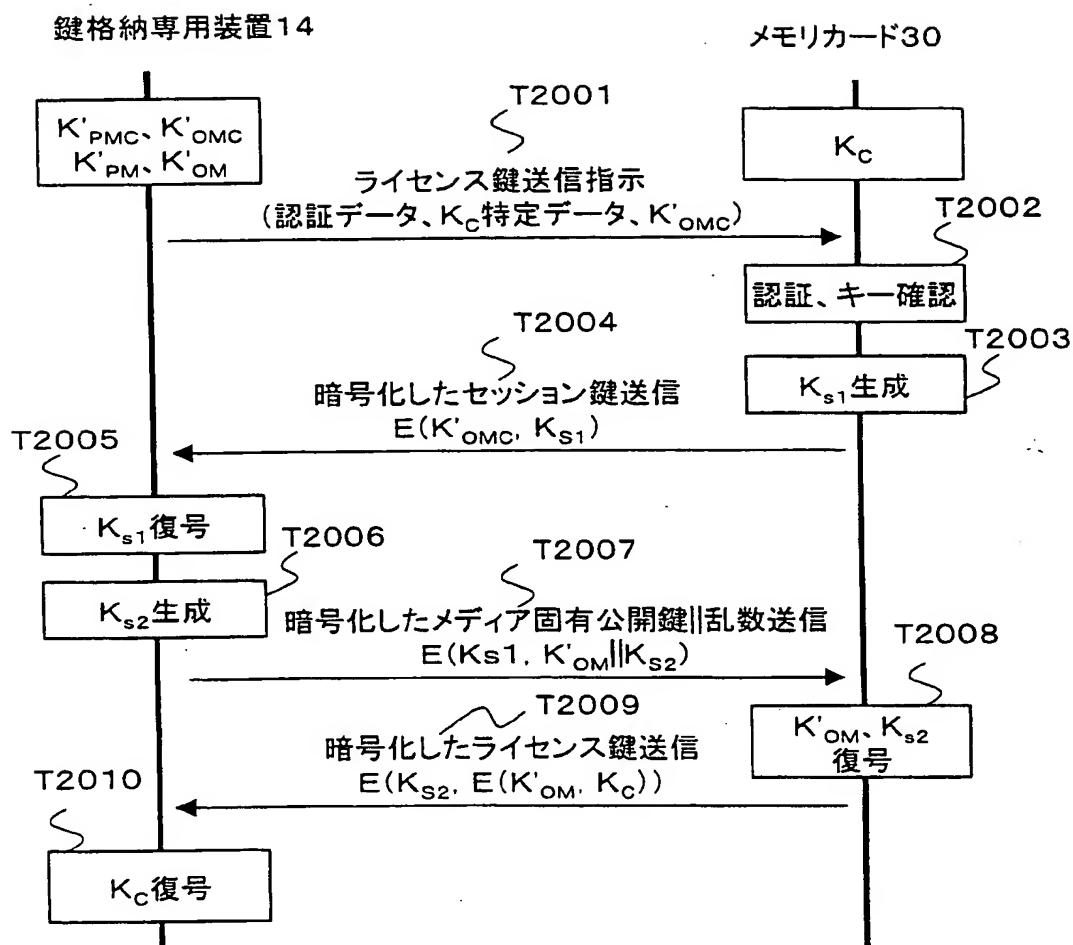 鍵格納専用装置14
メモリカード30
K'PMC、K'OMC
K'PM、K'OM
T2001
KC
ライセンス鍵送信指示
(認証データ、KC特定データ、K'OMC)
T2002
認証、キー確認
T2004
T2003
暗号化したセッション鍵送信
E(K'OMC, KS1)
Ks1生成
T2005
Ks1復号
T2006
T2007
Ks2生成
暗号化したメディア固有公開鍵||乱数送信
E(Ks1, K'OM||KS2)
T2008
T2009
K'OM、Ks2
復号
暗号化したライセンス鍵送信
E(KS2, E(K'OM, KC))
T2010
KC復号